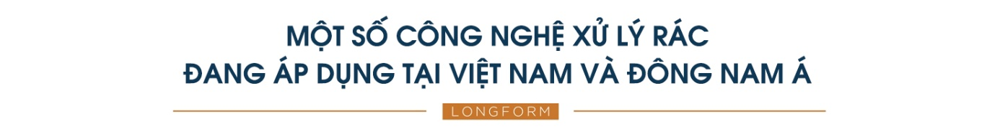 MỘT SỐ CÔNG NGHỆ XỬ LÝ RÁC
ĐANG ÁP DỤNG TẠI VIỆT NAM VÀ ĐÔNG NAM Á
LONGFORM